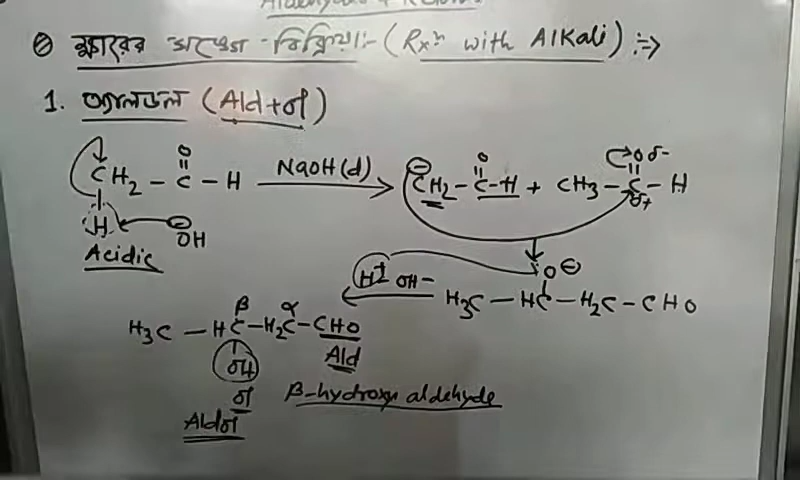 ক্ষারের সঙ্গে বিক্রিয়া:- (Rxn with Alkali) :->
1. অ্যালডল (Ald+ol)
CH2 - C - H NaOH(d) CH2 - C - H + CH3 - C - H
O O O δ-
H OH δ+
Acidic
O
H+ OH- H3C - HC - H2C - CHO
β α
H3C - HC - H2C - CHO
OH Ald
ol β-hydroxy aldehyde
Aldol